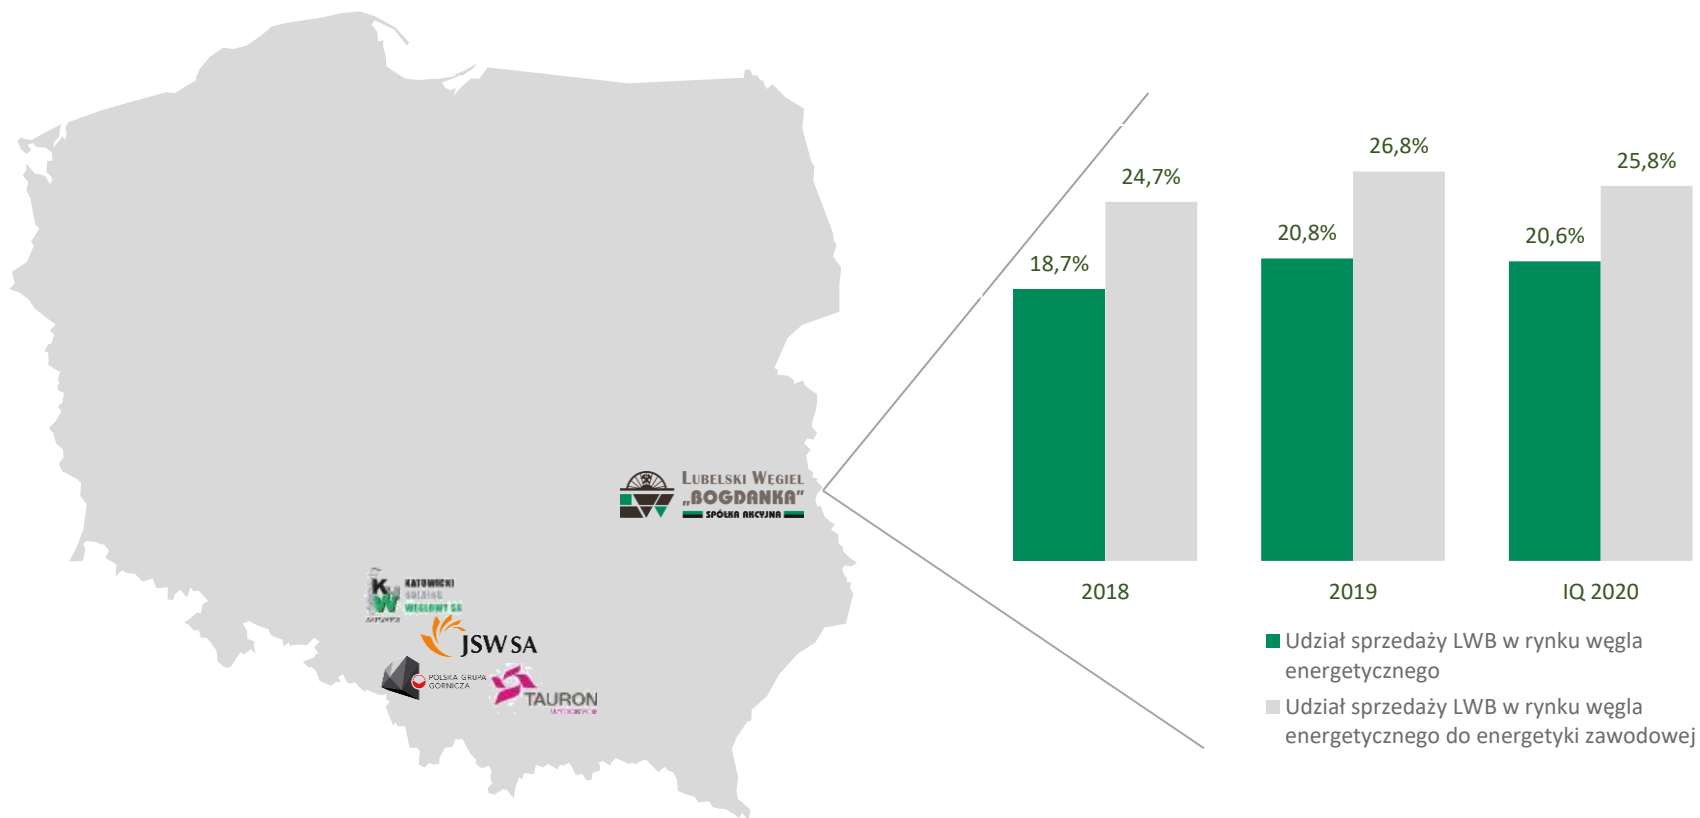 LUBELSKI WĘGIEL
„BOGDANKA”
SPÓŁKA AKCYJNA
KATOWICKI
HOLDING
WĘGLOWY SA
JSW SA
POLSKA GRUPA
GÓRNICZA
TAURON
WYDOBYCIE
24,7%
26,8%
25,8%
18,7%
20,8%
20,6%
2018
2019
IQ 2020
Udział sprzedaży LWB w rynku węgla
energetycznego
Udział sprzedaży LWB w rynku węgla
energetycznego do energetyki zawodowej